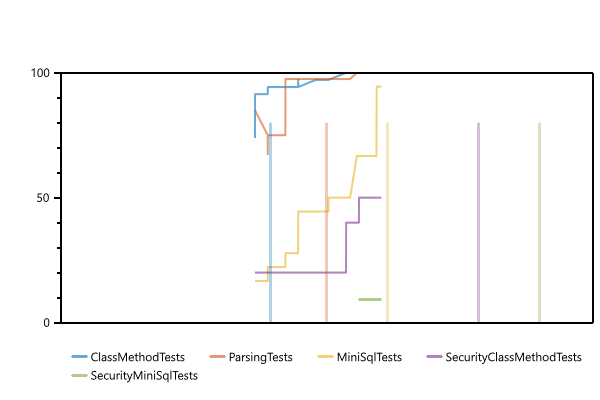 100
50
0
ClassMethodTests ParsingTests MiniSqlTests SecurityClassMethodTests
SecurityMiniSqlTests